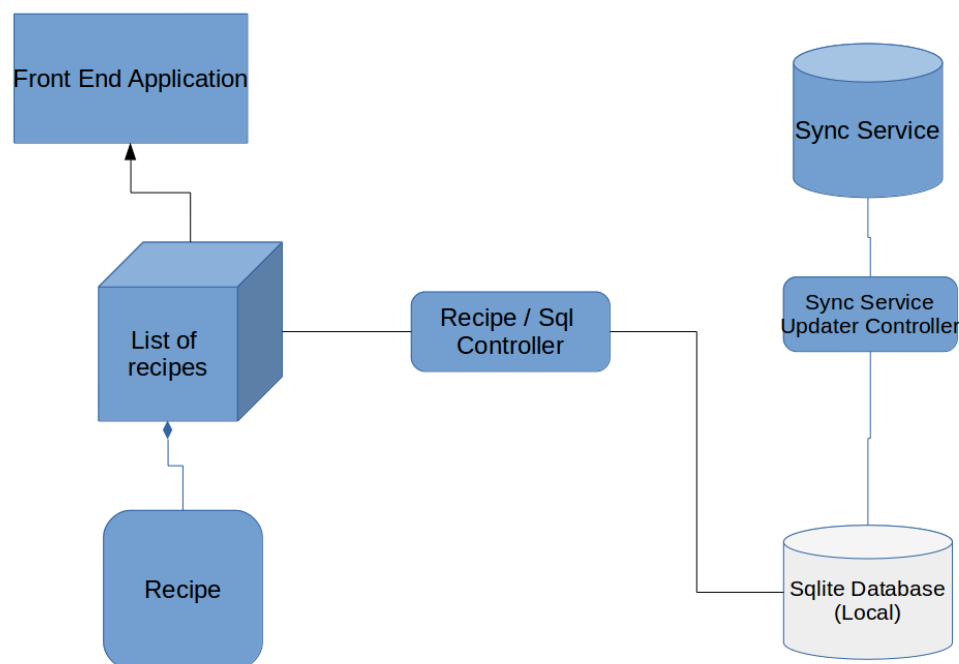 Front End Application
Sync Service
List of
recipes
Recipe / Sql
Controller
Sync Service
Updater Controller
Recipe
Sqlite Database
(Local)